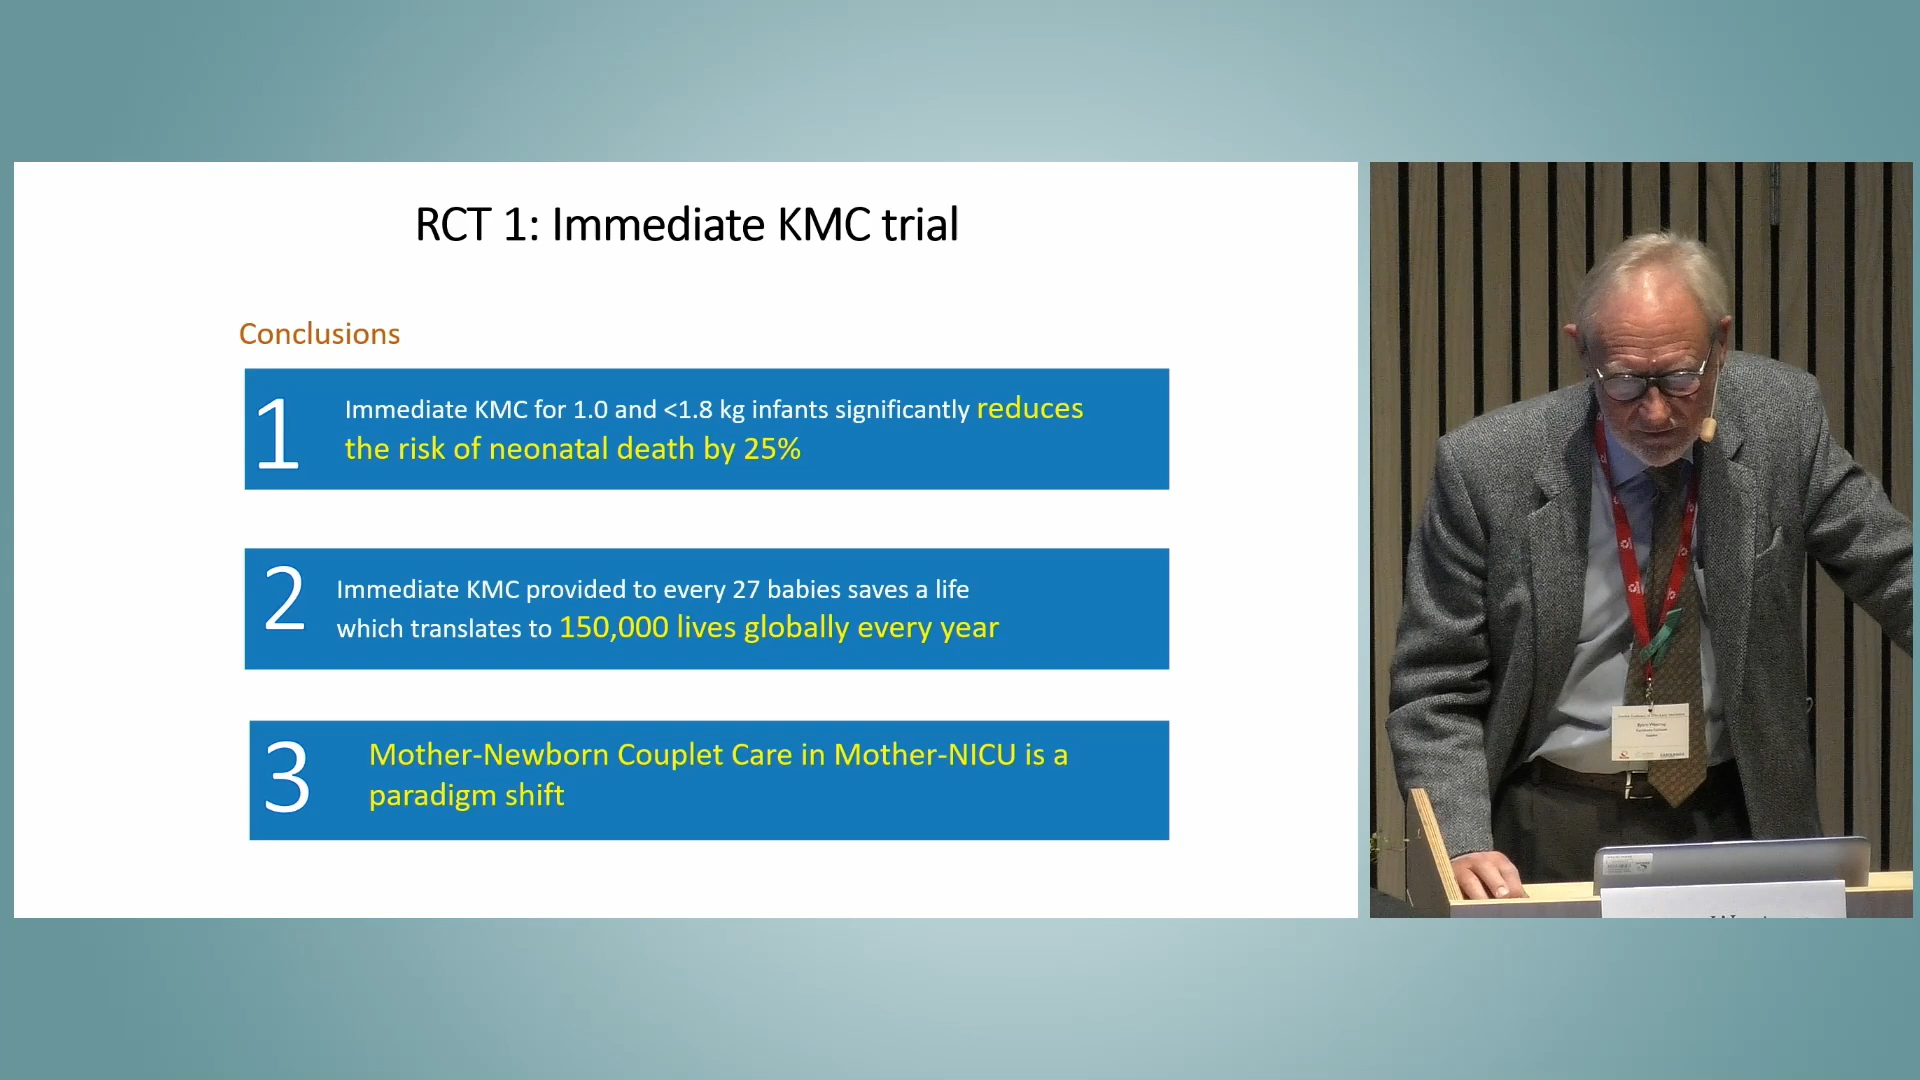 RCT 1: Immediate KMC trial
Conclusions
1
Immediate KMC for 1.0 and <1.8 kg infants significantly reduces
the risk of neonatal death by 25%
2
Immediate KMC provided to every 27 babies saves a life
which translates to 150,000 lives globally every year
3
Mother-Newborn Couplet Care in Mother-NICU is a
paradigm shift